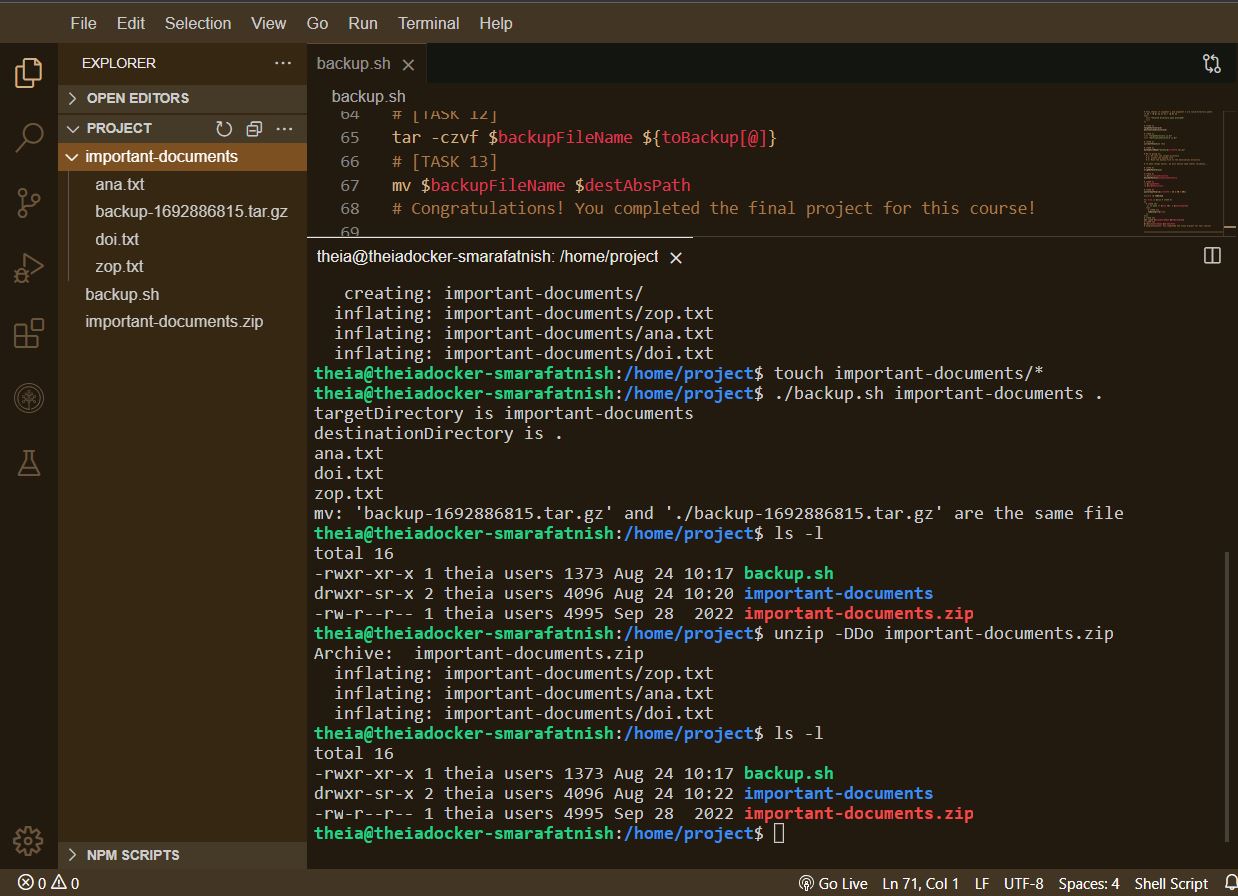 File Edit Selection View Go Run Terminal Help
EXPLORER
OPEN EDITORS
PROJECT
important-documents
ana.txt
backup-1692886815.tar.gz
doi.txt
zop.txt
backup.sh
important-documents.zip
NPM SCRIPTS
backup.sh
backup.sh
64 # [TASK 12]
65 tar -czvf $backupFileName ${toBackup[@]}
66 # [TASK 13]
67 mv $backupFileName $destAbsPath
68 # Congratulations! You completed the final project for this course!
69
theia@theiadocker-smarafatnish: /home/project
creating: important-documents/
inflating: important-documents/zop.txt
inflating: important-documents/ana.txt
inflating: important-documents/doi.txt
theia@theiadocker-smarafatnish:/home/project$ touch important-documents/*
theia@theiadocker-smarafatnish:/home/project$ ./backup.sh important-documents .
targetDirectory is important-documents
destinationDirectory is .
ana.txt
doi.txt
zop.txt
mv: 'backup-1692886815.tar.gz' and './backup-1692886815.tar.gz' are the same file
theia@theiadocker-smarafatnish:/home/project$ ls -l
total 16
-rwxr-xr-x 1 theia users 1373 Aug 24 10:17 backup.sh
drwxr-sr-x 2 theia users 4096 Aug 24 10:20 important-documents
-rw-r--r-- 1 theia users 4995 Sep 28  2022 important-documents.zip
theia@theiadocker-smarafatnish:/home/project$ unzip -DDo important-documents.zip
Archive:  important-documents.zip
inflating: important-documents/zop.txt
inflating: important-documents/ana.txt
inflating: important-documents/doi.txt
theia@theiadocker-smarafatnish:/home/project$ ls -l
total 16
-rwxr-xr-x 1 theia users 1373 Aug 24 10:17 backup.sh
drwxr-sr-x 2 theia users 4096 Aug 24 10:22 important-documents
-rw-r--r-- 1 theia users 4995 Sep 28  2022 important-documents.zip
theia@theiadocker-smarafatnish:/home/project$
0 0 Go Live Ln 71, Col 1 LF UTF-8 Spaces: 4 Shell Script